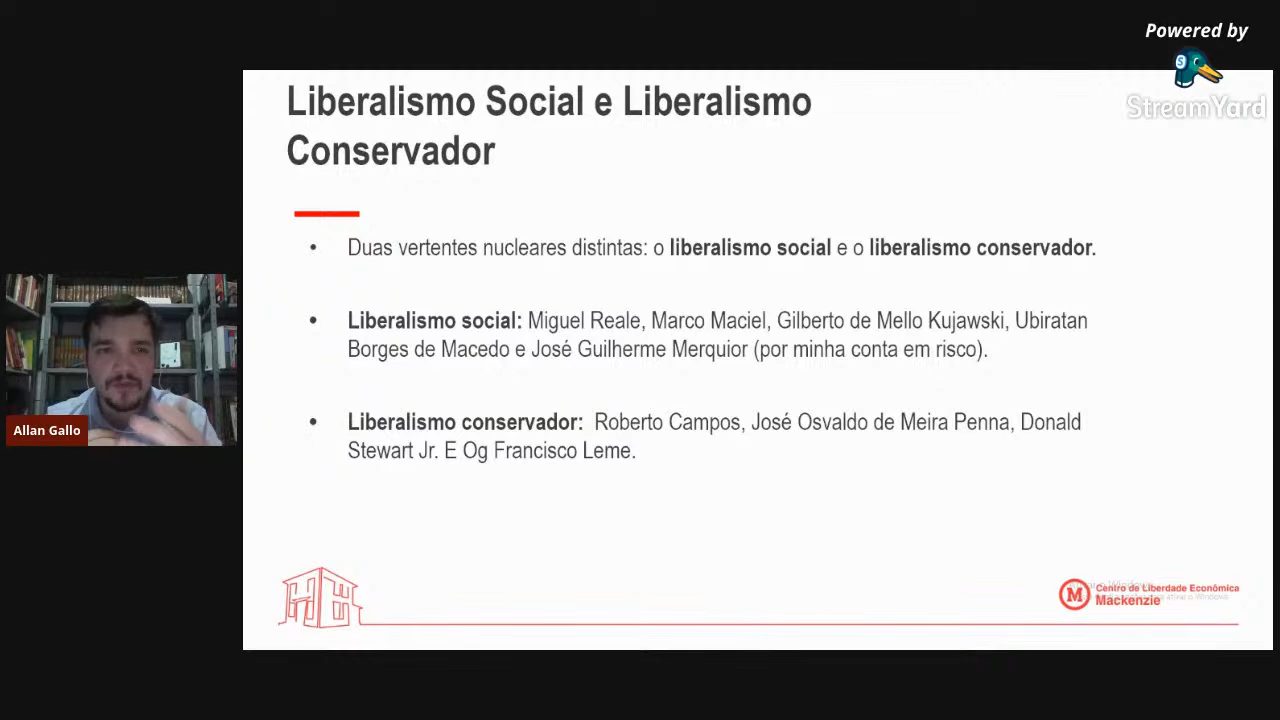 Powered by
StreamYard
Liberalismo Social e Liberalismo
Conservador
• Duas vertentes nucleares distintas: o liberalismo social e o liberalismo conservador.
• Liberalismo social: Miguel Reale, Marco Maciel, Gilberto de Mello Kujawski, Ubiratan
Borges de Macedo e José Guilherme Merquior (por minha conta em risco).
• Liberalismo conservador: Roberto Campos, José Osvaldo de Meira Penna, Donald
Stewart Jr. E Og Francisco Leme.
Allan Gallo
M
Centro de Liberdade Econômica
Mackenzie